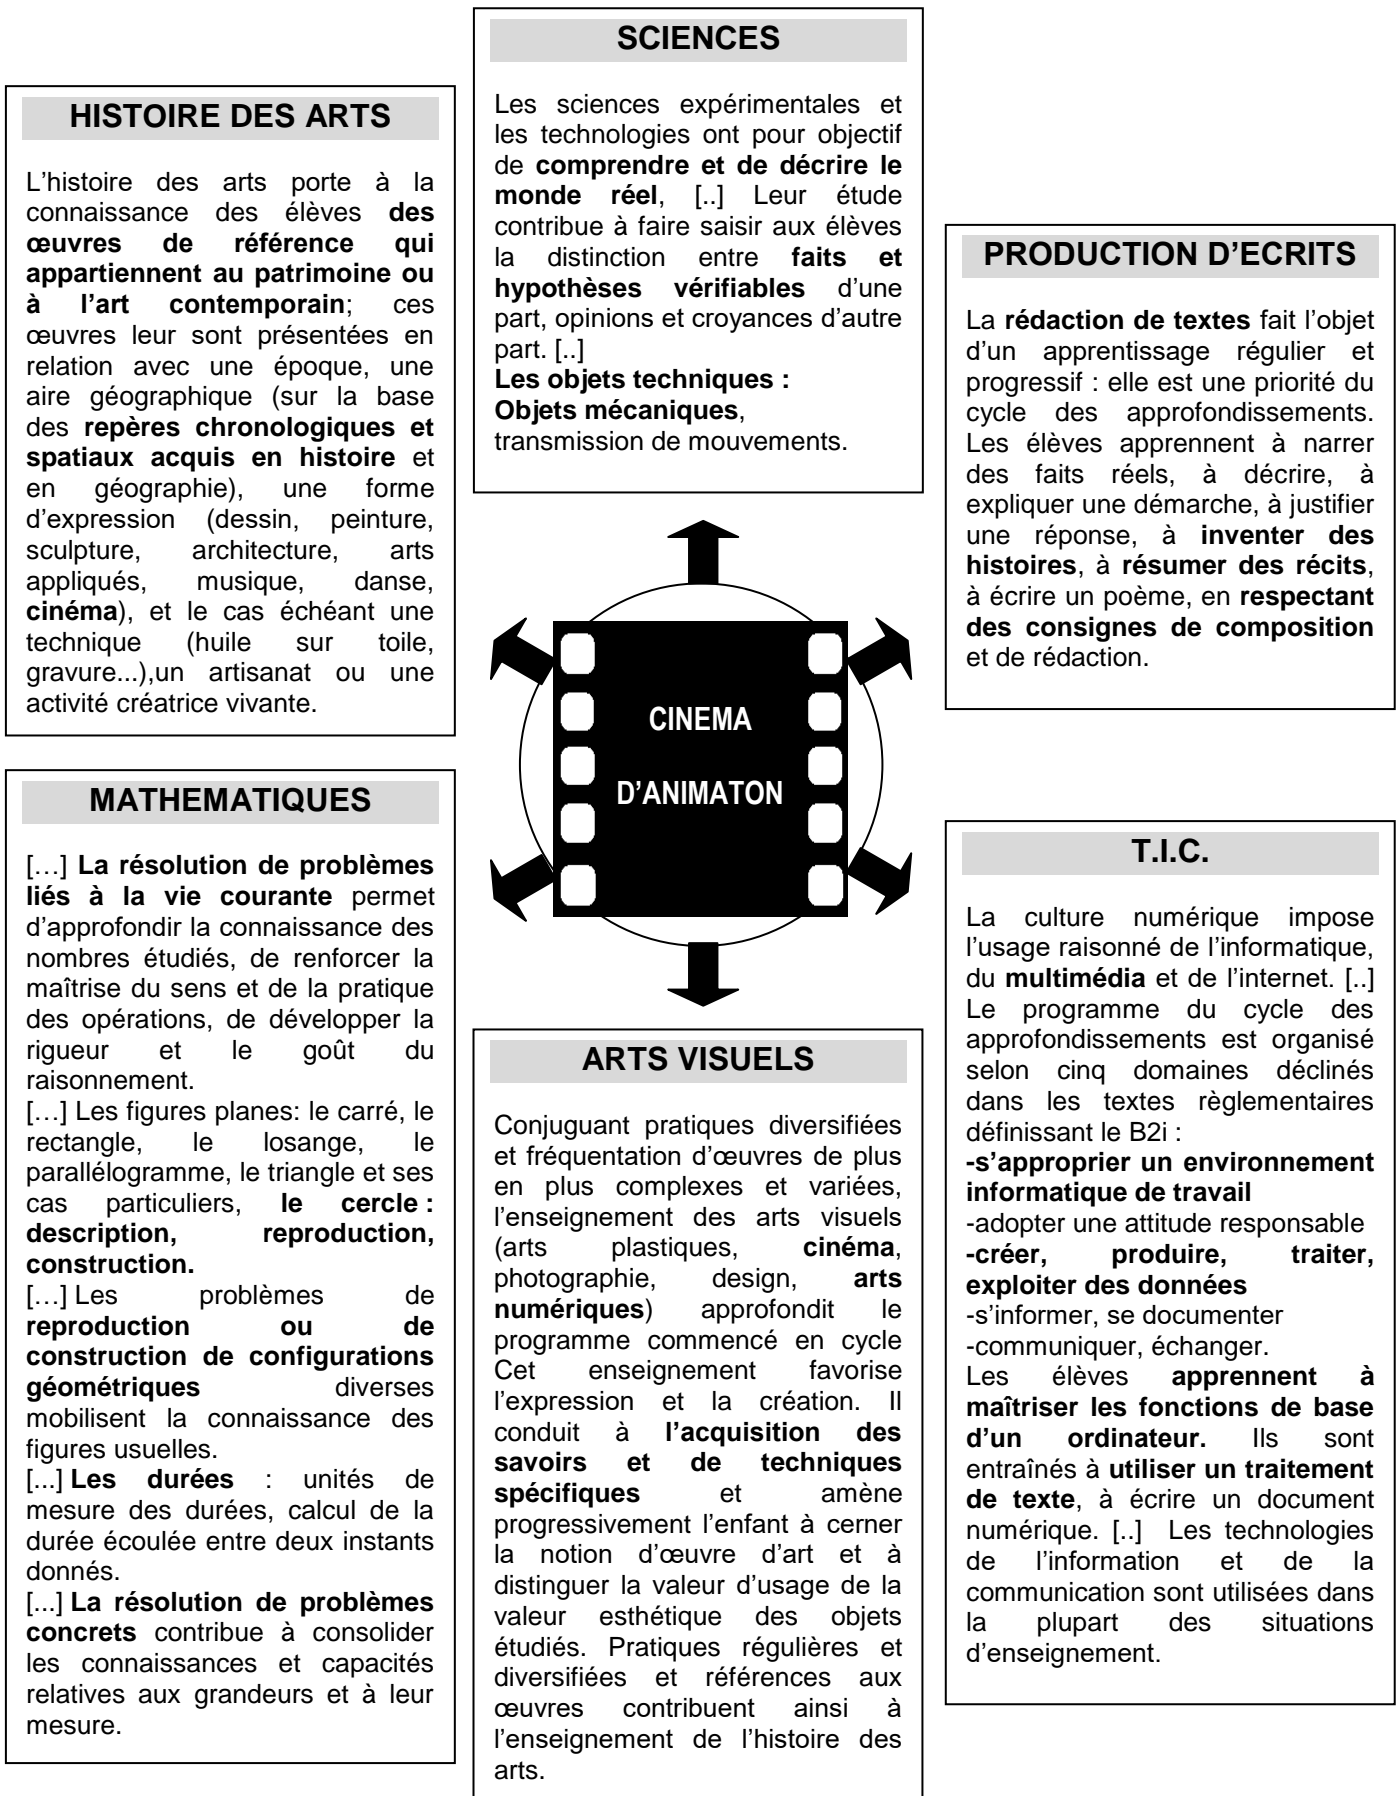 SCIENCES
Les sciences expérimentales et
les technologies ont pour objectif
de comprendre et de décrire le
monde réel, [..] Leur étude
contribue à faire saisir aux élèves
la distinction entre faits et
hypothèses vérifiables d’une
part, opinions et croyances d’autre
part. [..]
Les objets techniques :
Objets mécaniques,
transmission de mouvements.
HISTOIRE DES ARTS
L’histoire des arts porte à la
connaissance des élèves des
œuvres de référence qui
appartiennent au patrimoine ou
à l’art contemporain; ces
œuvres leur sont présentées en
relation avec une époque, une
aire géographique (sur la base
des repères chronologiques et
spatiaux acquis en histoire et
en géographie), une forme
d’expression (dessin, peinture,
sculpture, architecture, arts
appliqués, musique, danse,
cinéma), et le cas échéant une
technique (huile sur toile,
gravure...),un artisanat ou une
activité créatrice vivante.
PRODUCTION D’ECRITS
La rédaction de textes fait l’objet
d’un apprentissage régulier et
progressif : elle est une priorité du
cycle des approfondissements.
Les élèves apprennent à narrer
des faits réels, à décrire, à
expliquer une démarche, à justifier
une réponse, à inventer des
histoires, à résumer des récits,
à écrire un poème, en respectant
des consignes de composition
et de rédaction.
CINEMA
D’ANIMATON
MATHEMATIQUES
[…] La résolution de problèmes
liés à la vie courante permet
d’approfondir la connaissance des
nombres étudiés, de renforcer la
maîtrise du sens et de la pratique
des opérations, de développer la
rigueur et le goût du
raisonnement.
[…] Les figures planes: le carré, le
rectangle, le losange, le
parallélogramme, le triangle et ses
cas particuliers, le cercle :
description, reproduction,
construction.
[…] Les problèmes de
reproduction ou de
construction de configurations
géométriques diverses
mobilisent la connaissance des
figures usuelles.
[...] Les durées : unités de
mesure des durées, calcul de la
durée écoulée entre deux instants
donnés.
[...] La résolution de problèmes
concrets contribue à consolider
les connaissances et capacités
relatives aux grandeurs et à leur
mesure.
ARTS VISUELS
Conjuguant pratiques diversifiées
et fréquentation d’œuvres de plus
en plus complexes et variées,
l’enseignement des arts visuels
(arts plastiques, cinéma,
photographie, design, arts
numériques) approfondit le
programme commencé en cycle
Cet enseignement favorise
l’expression et la création. Il
conduit à l’acquisition des
savoirs et de techniques
spécifiques et amène
progressivement l’enfant à cerner
la notion d’œuvre d’art et à
distinguer la valeur d’usage de la
valeur esthétique des objets
étudiés. Pratiques régulières et
diversifiées et références aux
œuvres contribuent ainsi à
l’enseignement de l’histoire des
arts.
T.I.C.
La culture numérique impose
l’usage raisonné de l’informatique,
du multimédia et de l’internet. [..]
Le programme du cycle des
approfondissements est organisé
selon cinq domaines déclinés
dans les textes règlementaires
définissant le B2i :
-s’approprier un environnement
informatique de travail
-adopter une attitude responsable
-créer, produire, traiter,
exploiter des données
-s’informer, se documenter
-communiquer, échanger.
Les élèves apprennent à
maîtriser les fonctions de base
d’un ordinateur. Ils sont
entraînés à utiliser un traitement
de texte, à écrire un document
numérique. [..] Les technologies
de l’information et de la
communication sont utilisées dans
la plupart des situations
d’enseignement.